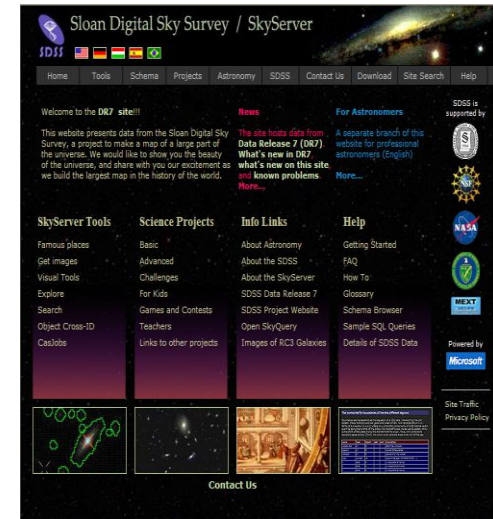 Sloan Digital Sky Survey / SkyServer
SDSS
Home Tools Schema Projects Astronomy SDSS Contact Us Download Site Search Help
Welcome to the DR7 site!!!
This website presents data from the Sloan Digital Sky
Survey, a project to make a map of a large part of
the universe. We would like to show you the beauty
of the universe, and share with you our excitement as
we build the largest map in the history of the world.
News
The site hosts data from
Data Release 7 (DR7).
What's new in DR7,
what's new on this site,
and known problems.
More...
For Astronomers
A separate branch of this
website for professional
astronomers (English)
More...
SDSS is
supported by
NSF
NASA
MEXT
Powered by
Microsoft
Site Traffic
Privacy Policy
SkyServer Tools
Famous places
Get images
Visual Tools
Explore
Search
Object Cross-ID
CasJobs
Science Projects
Basic
Advanced
Challenges
For Kids
Games and Contests
Teachers
Links to other projects
Info Links
About Astronomy
About the SDSS
About the SkyServer
SDSS Data Release 7
SDSS Project Website
Open SkyQuery
Images of RC3 Galaxies
Help
Getting Started
FAQ
How To
Glossary
Schema Browser
Sample SQL Queries
Details of SDSS Data
Contact Us